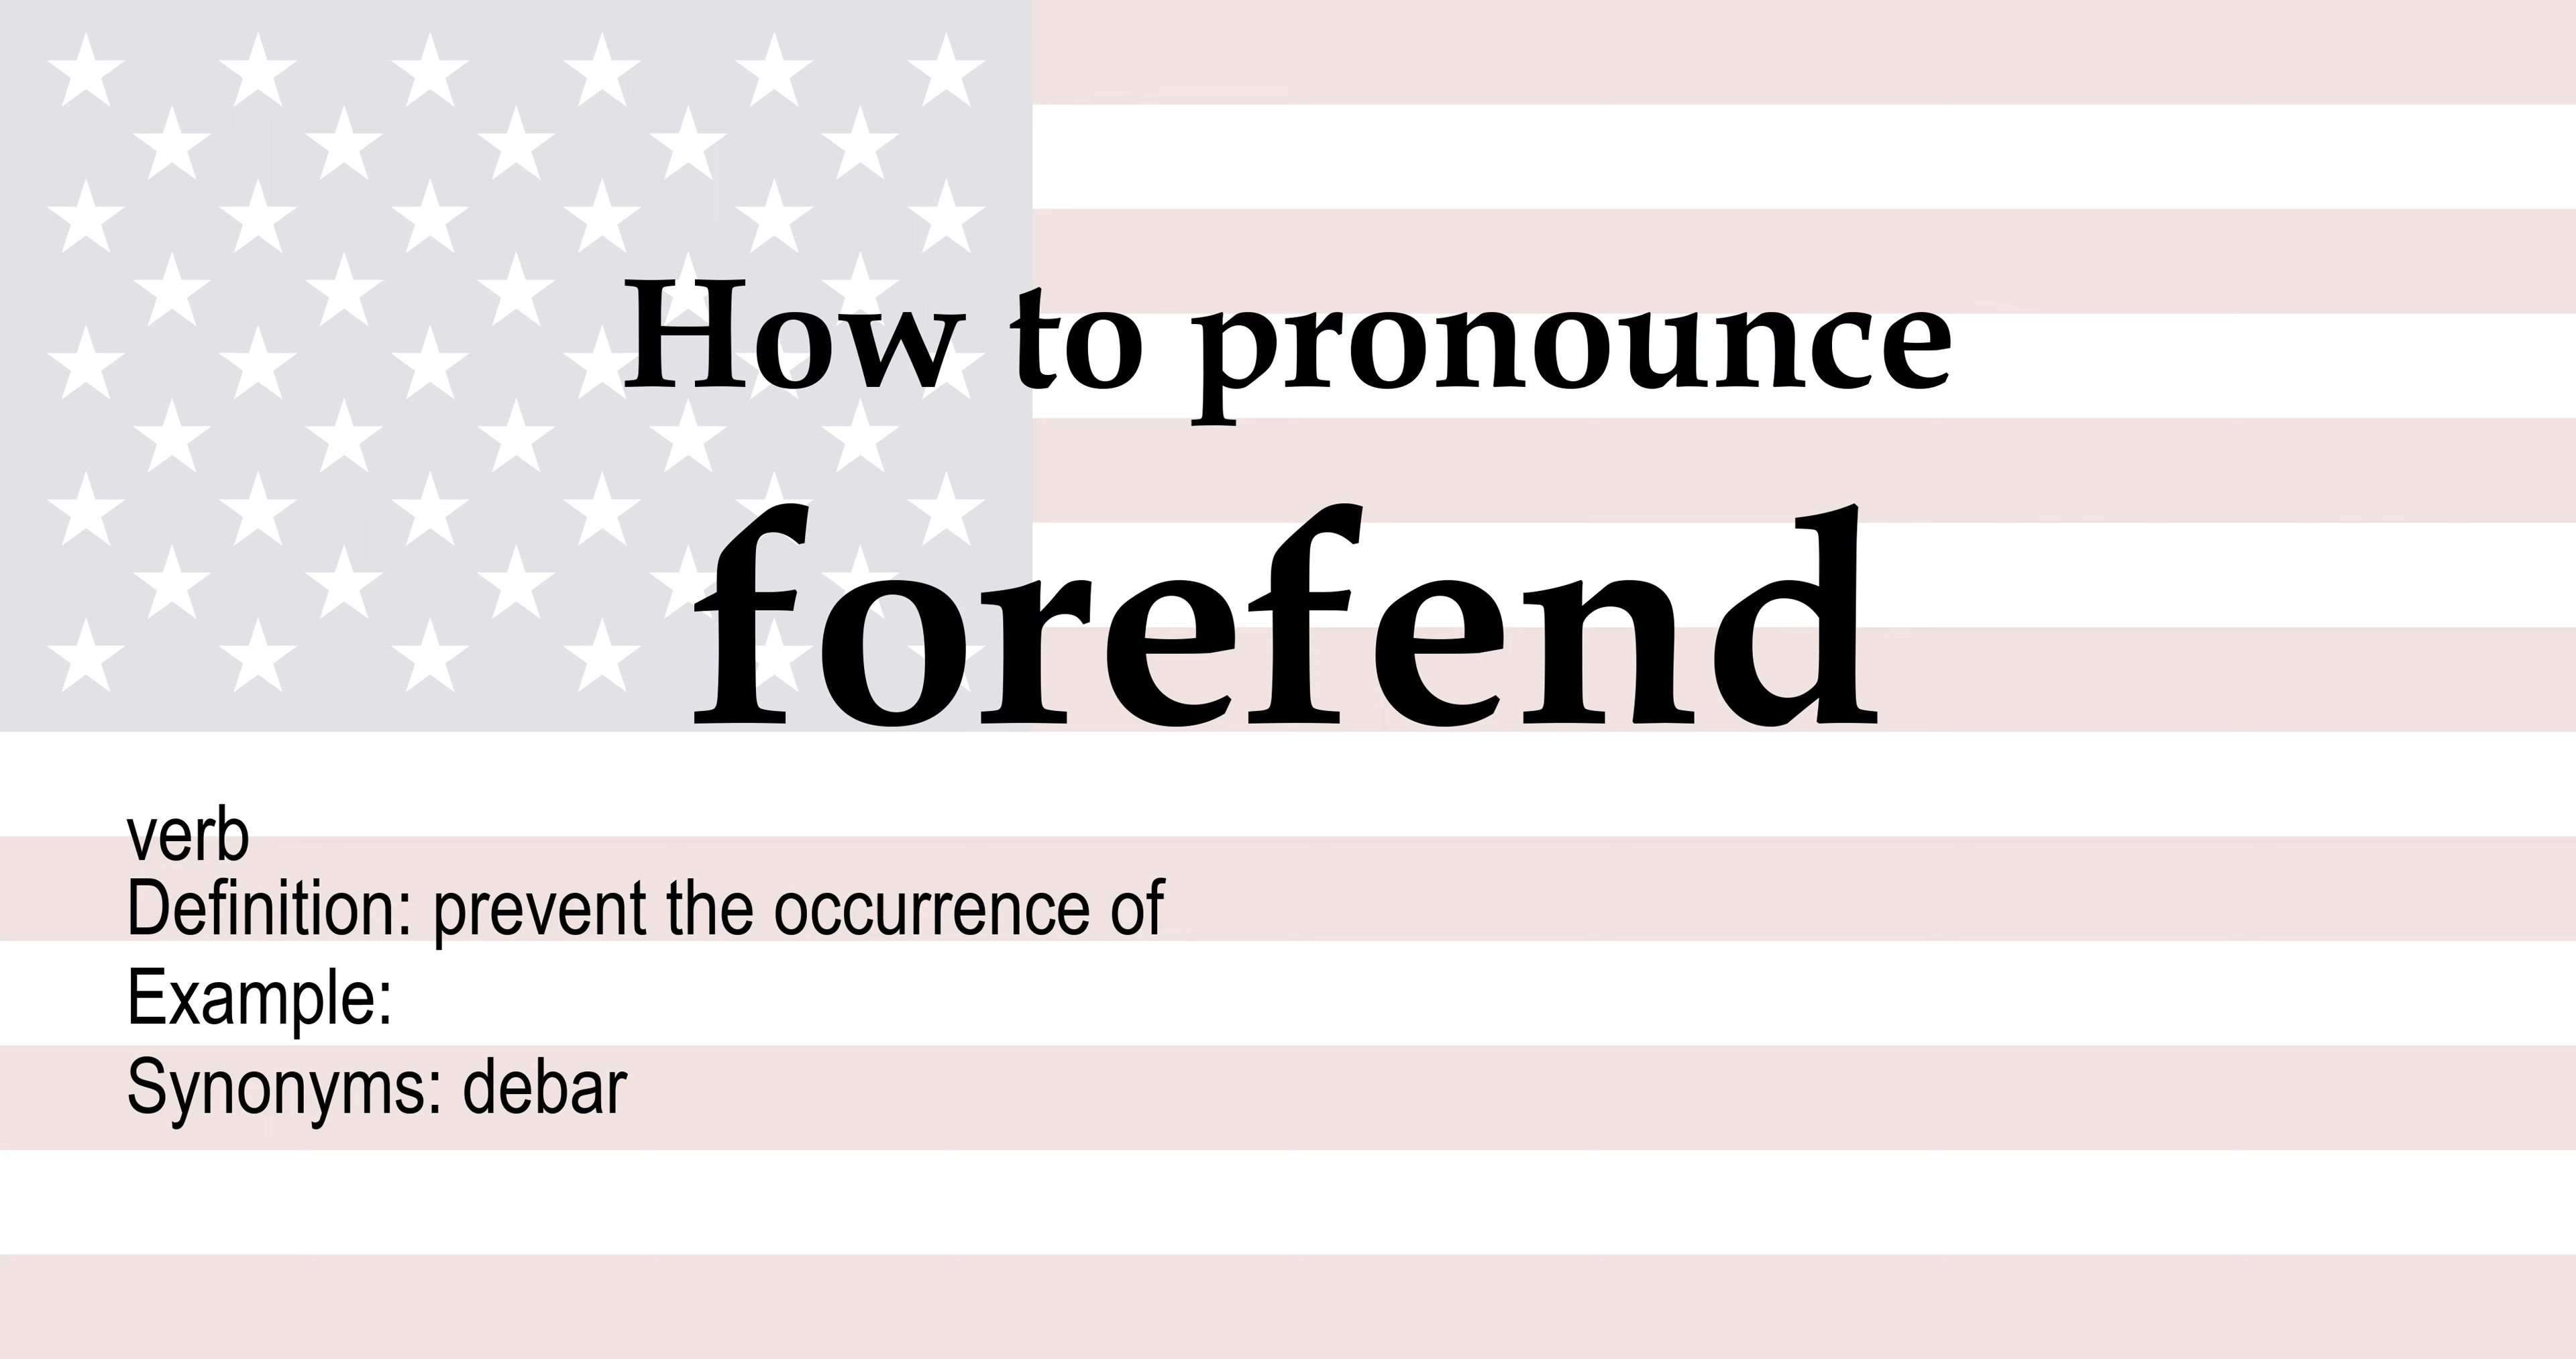 How to pronounce
forefend
verb
Definition: prevent the occurrence of
Example:
Synonyms: debar